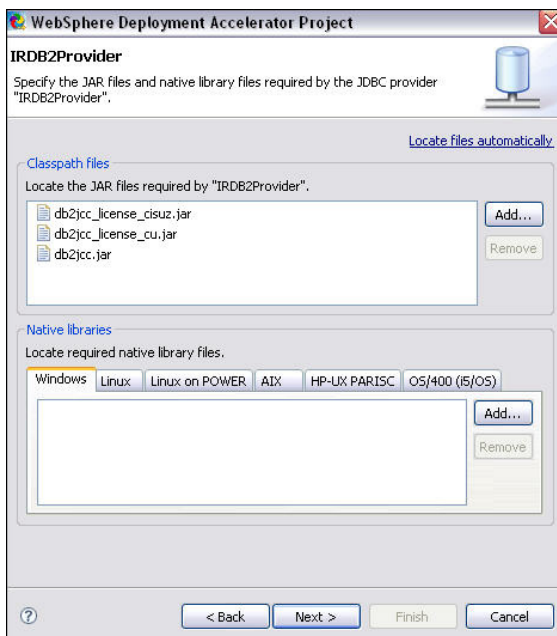 WebSphere Deployment Accelerator Project
IRDB2Provider
Specify the JAR files and native library files required by the JDBC provider
"IRDB2Provider".
Locate files automatically
Classpath files
Locate the JAR files required by "IRDB2Provider".
db2jcc_license_cisuz.jar
db2jcc_license_cu.jar
db2jcc.jar
Add...
Remove
Native libraries
Locate required native library files.
Windows Linux Linux on POWER AIX HP-UX PARISC OS/400 (i5/OS)
Add...
Remove
? < Back Next > Finish Cancel